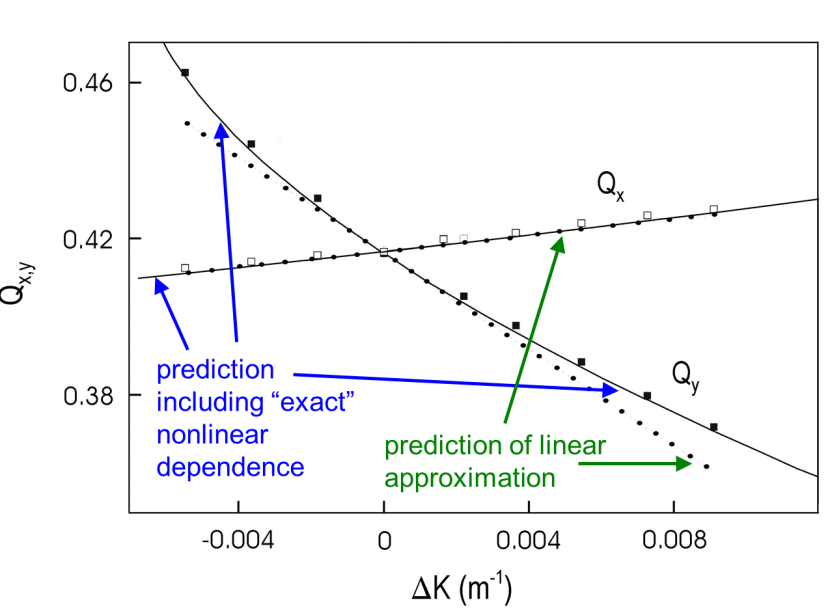 0.46
0.42
0.38
Qx,y
Qx
Qy
prediction
including “exact”
nonlinear
dependence
prediction of linear
approximation
-0.004
0
0.004
0.008
ΔK (m⁻¹)